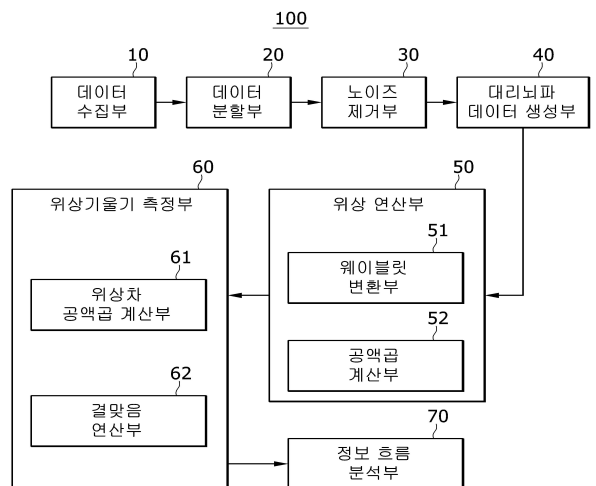 100
10
데이터
수집부
20
데이터
분할부
30
노이즈
제거부
40
대리뇌파
데이터 생성부
60
위상기울기 측정부
61
위상차
공액곱 계산부
62
결맞음
연산부
50
위상 연산부
51
웨이블릿
변환부
52
공액곱
계산부
70
정보 흐름
분석부